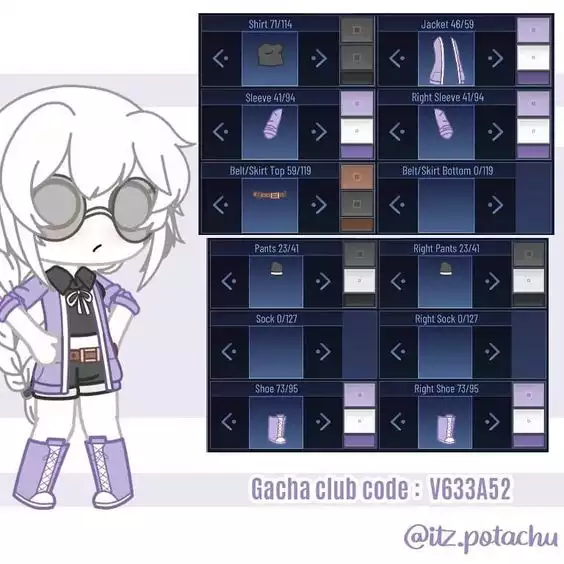 Shirt 71/114
Jacket 46/59
Sleeve 41/94
Right Sleeve 41/94
Belt/Skirt Top 59/119
Belt/Skirt Bottom 0/119
Pants 23/41
Right Pants 23/41
Sock 0/127
Right Sock 0/127
Shoe 73/95
Right Shoe 73/95
Gacha club code : V633A52
@itz.potachu